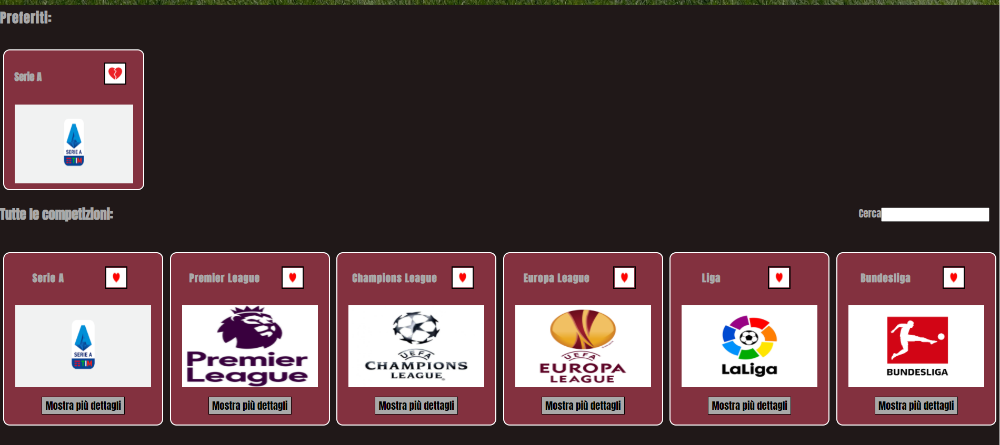 Preferiti:
Serie A
SERIE A
TIM
Tutte le competizioni:
Cerca
Serie A
Premier League
Champions League
Europa League
Liga
Bundesliga
SERIE A
TIM
Premier
League
UEFA
CHAMPIONS
LEAGUE
UEFA
EUROPA
LEAGUE
LaLiga
BUNDESLIGA
Mostra più dettagli
Mostra più dettagli
Mostra più dettagli
Mostra più dettagli
Mostra più dettagli
Mostra più dettagli